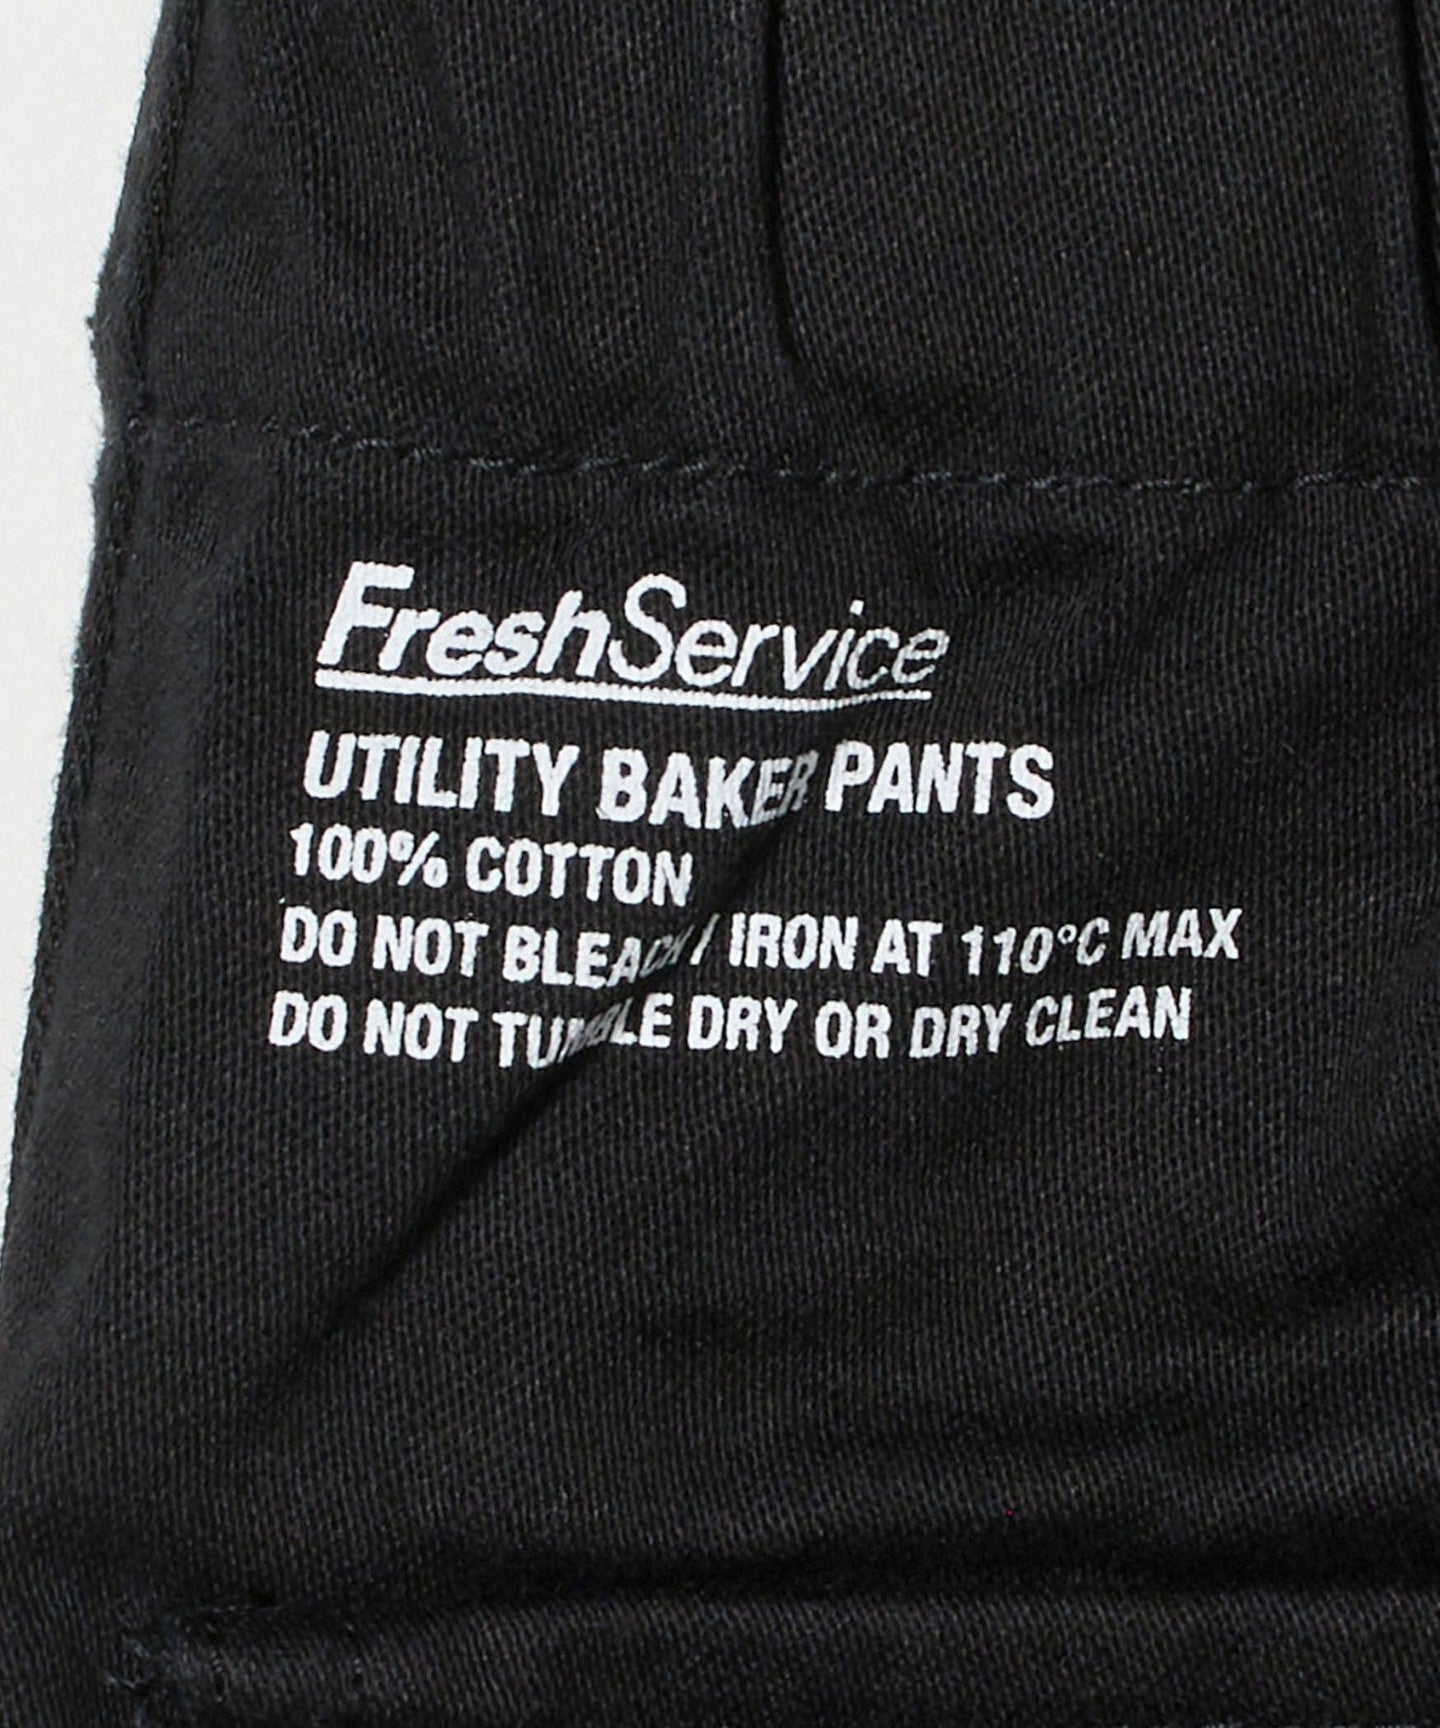 FreshService
UTILITY BAKER PANTS
100% COTTON
DO NOT BLEACH / IRON AT 110°C MAX
DO NOT TUMBLE DRY OR DRY CLEAN